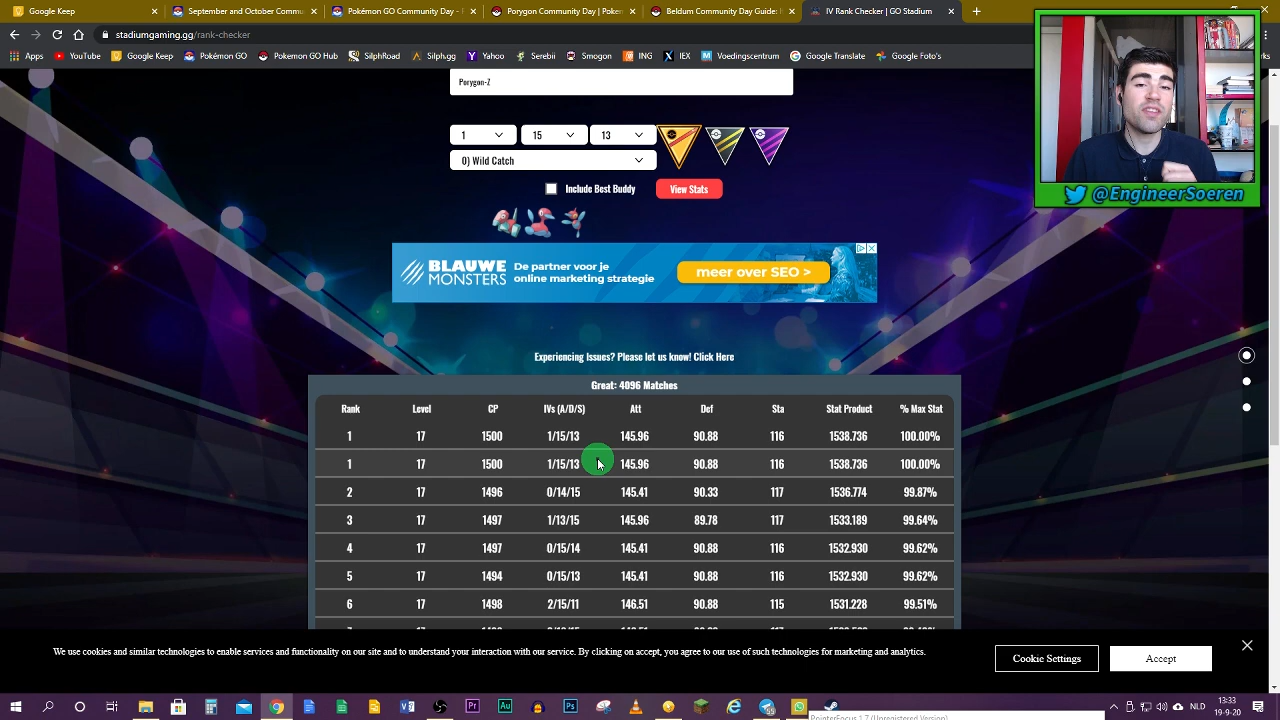 Google Keep
September and October Commu
Porygon Community Day -
Porygon Community Day Guide:
IV Rank Checker | StadiumGamin
stadiumgaming.gg/rank-checker
Apps
YouTube
Google Keep
Pokemon GO
Pokemon GO Hub
SilphRoad
Silphgg
Yahoo
Serebii
Smogon
ING
IEX
Voedingscentrum
Google Translate
Google Foto's
@EngineerSoeren
Porygon-Z
1 15 13
0) Wild Catch
Include Best Buddy View Stats
BLAUWE MONSTERS
De partner voor je online marketing strategie
meer over SEO >
Experiencing Issues? Please let us know! Click Here
Great: 4096 Matches
Rank Level CP IVs (A/D/S) Att Def Sta Stat Product % Max Stat
1 17 1500 1/15/13 145.96 90.88 116 1538.736 100.00%
1 17 1500 1/15/13 145.96 90.88 116 1538.736 100.00%
2 17 1496 0/14/15 145.41 90.33 117 1536.774 99.87%
3 17 1497 1/13/15 145.96 89.78 117 1533.189 99.64%
4 17 1497 0/15/14 145.41 90.88 116 1532.930 99.62%
5 17 1494 0/15/13 145.41 90.88 116 1532.930 99.62%
6 17 1498 2/15/11 146.51 90.88 115 1531.228 99.51%
We use cookies and similar technologies to enable services and functionality on our site and to understand your interaction with our service. By clicking on accept, you agree to our use of such technologies for marketing and analytics.
Cookie Settings
Accept
NLD
13:33
19-9-20
PointerFocus 1.7 (Unregistered Version)